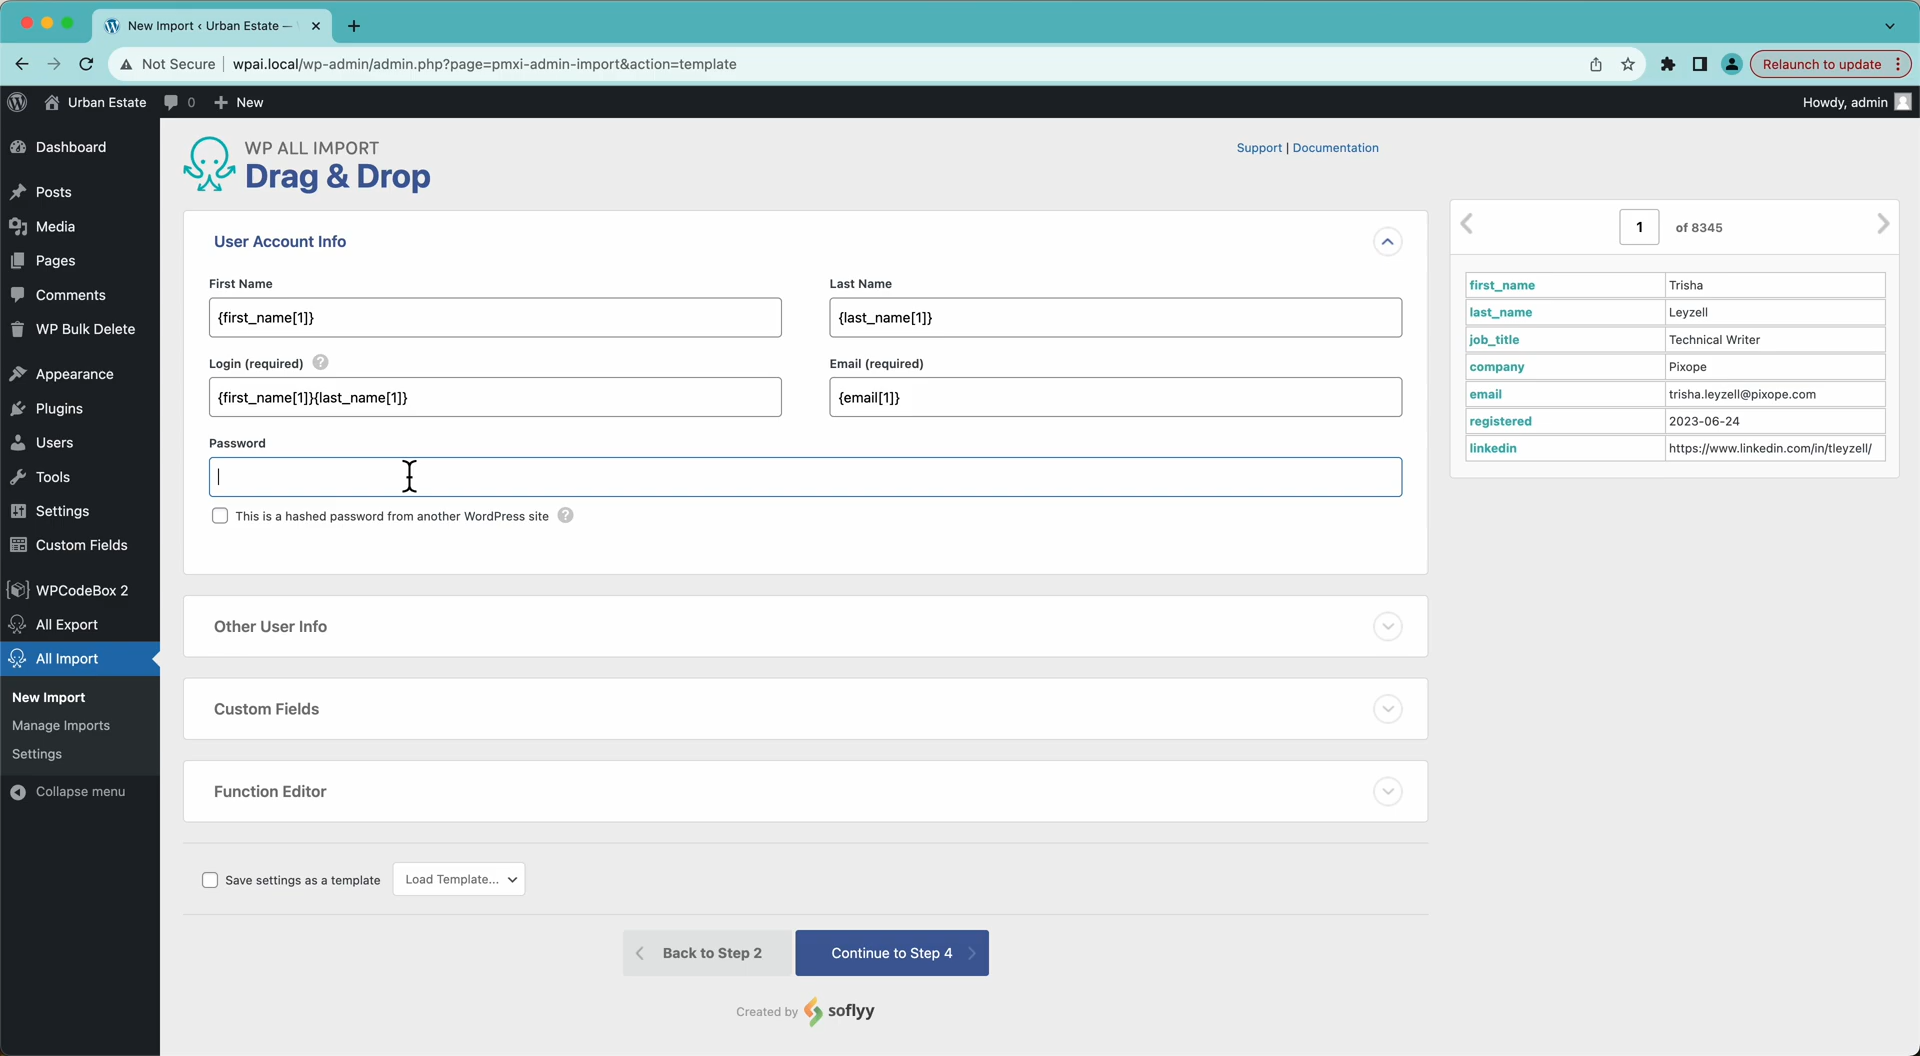 New Import ‹ Urban Estate —
Not Secure
wpai.local/wp-admin/admin.php?page=pmxi-admin-import&action=template
Relaunch to update
Urban Estate
0
New
Howdy, admin
Dashboard
Posts
Media
Pages
Comments
WP Bulk Delete
Appearance
Plugins
Users
Tools
Settings
Custom Fields
WPCodeBox 2
All Export
All Import
New Import
Manage Imports
Settings
Collapse menu
WP ALL IMPORT
Drag & Drop
Support | Documentation
User Account Info
First Name
{first_name[1]}
Last Name
{last_name[1]}
Login (required) ?
{first_name[1]}{last_name[1]}
Email (required)
{email[1]}
Password
This is a hashed password from another WordPress site ?
Other User Info
Custom Fields
Function Editor
Save settings as a template
Load Template...
Back to Step 2
Continue to Step 4
Created by soflyy
1 of 8345
first_name Trisha
last_name Leyzell
job_title Technical Writer
company Pixope
email trisha.leyzell@pixope.com
registered 2023-06-24
linkedin https://www.linkedin.com/in/tleyzell/